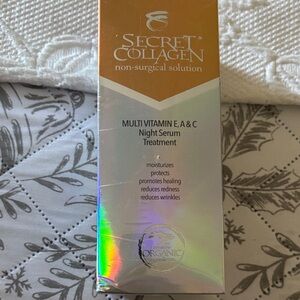 SECRET
COLLAGEN
non-surgical solution
MULTI VITAMIN E, A & C
Night Serum
Treatment
moisturizes
protects
promotes healing
reduces redness
reduces wrinkles
ORGANIC